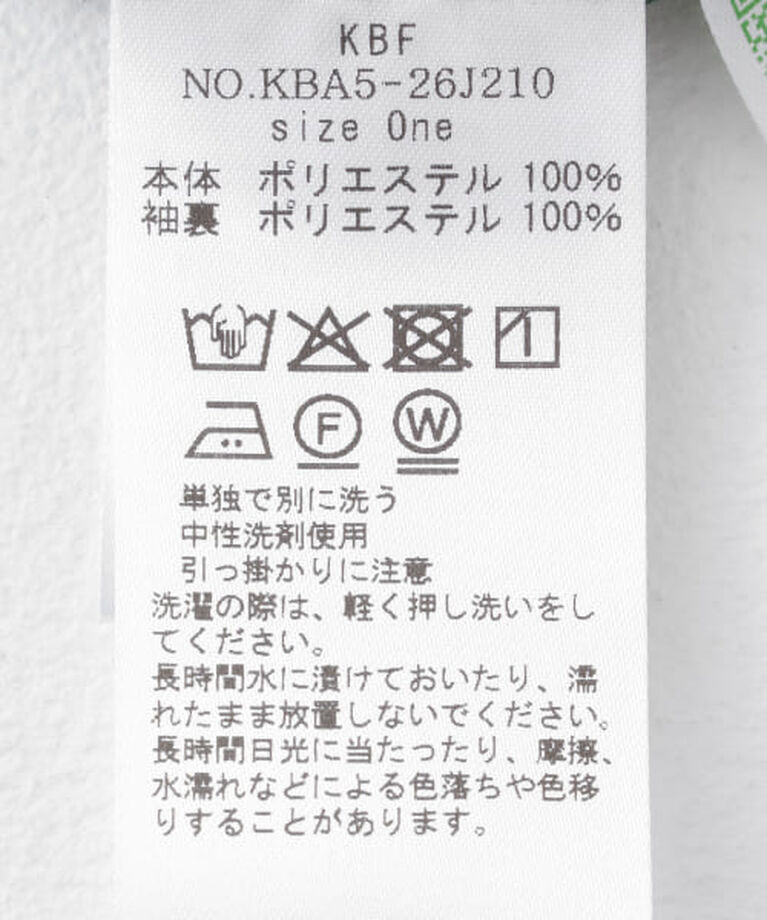 KBF
NO.KBA5-26J210
size One
本体 ポリエステル 100%
袖裏 ポリエステル 100%
F
W
単独で別に洗う
中性洗剤使用
引っ掛かりに注意
洗濯の際は、軽く押し洗いをし
てください。
長時間水に漬けておいたり、濡
れたまま放置しないでください。
長時間日光に当たったり、摩擦、
水濡れなどによる色落ちや色移
りすることがあります。